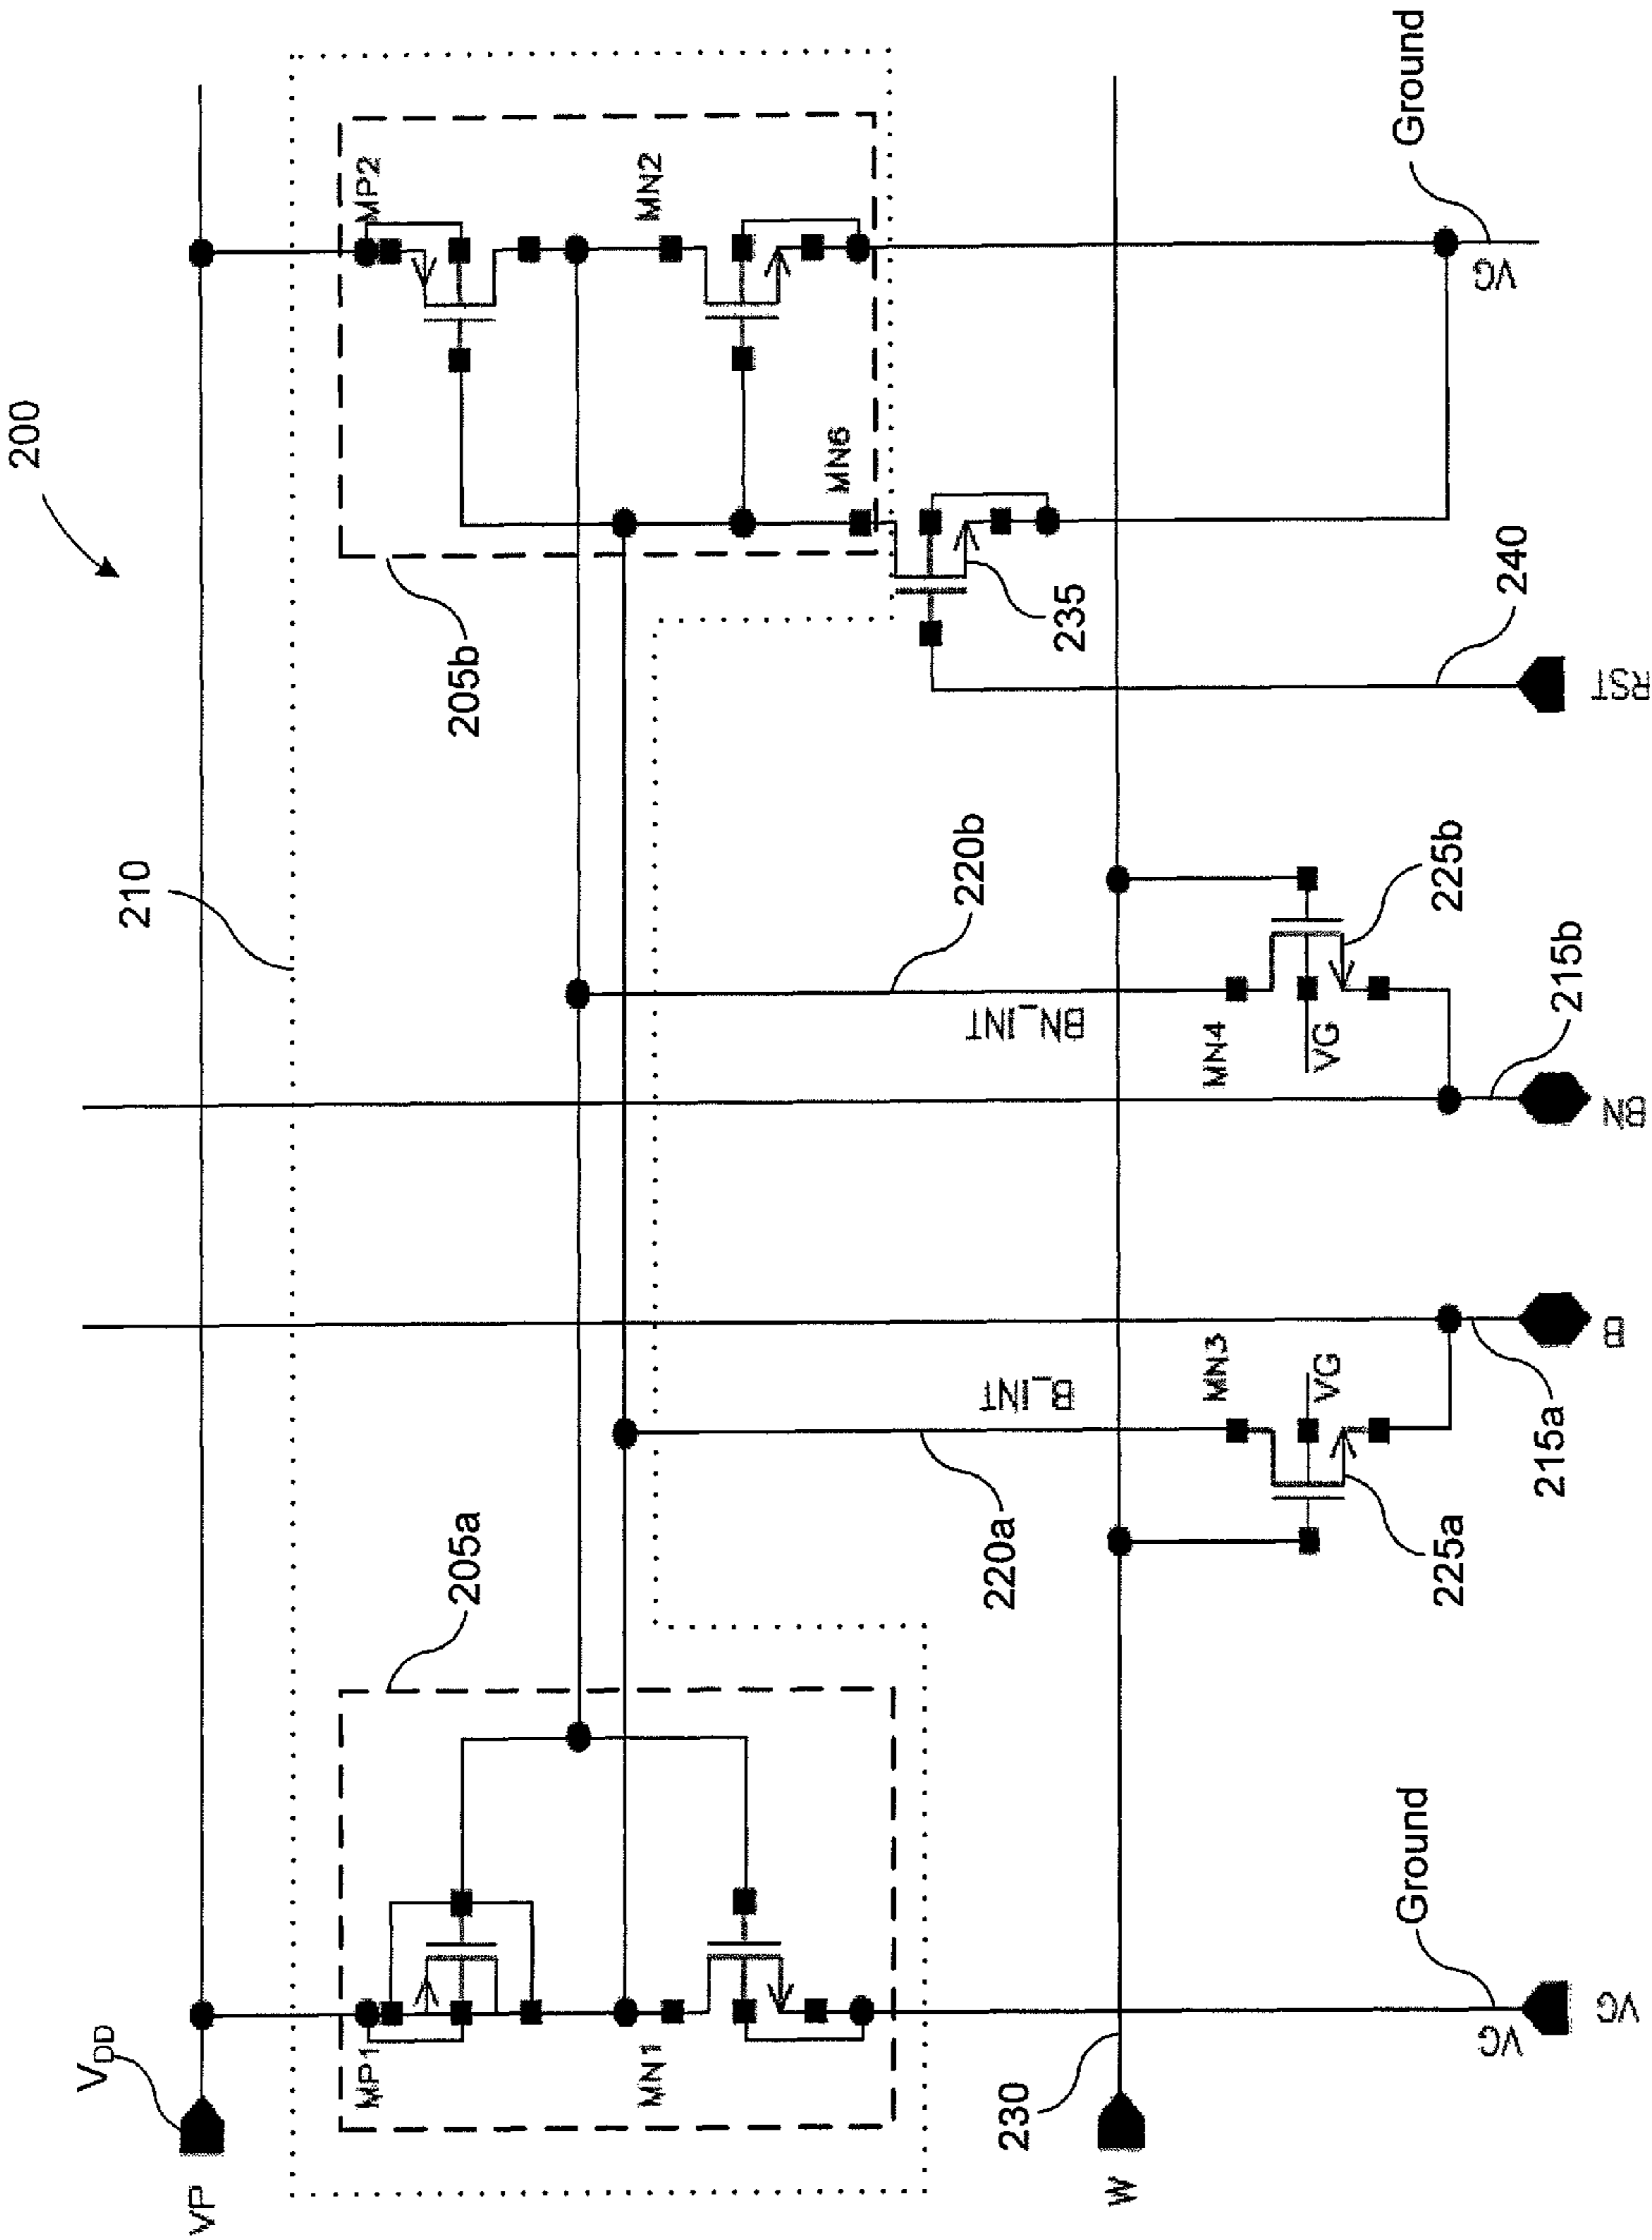 200
VP
V_DD
210
205a
205b
MP1
MN1
MP2
MN2
MN6
235
240
RST
220a
220b
B_INT
BN_INT
MN3
VG
225a
MN4
VG
225b
215a
B
215b
BN
230
W
Ground
VG
VG
Ground
VG